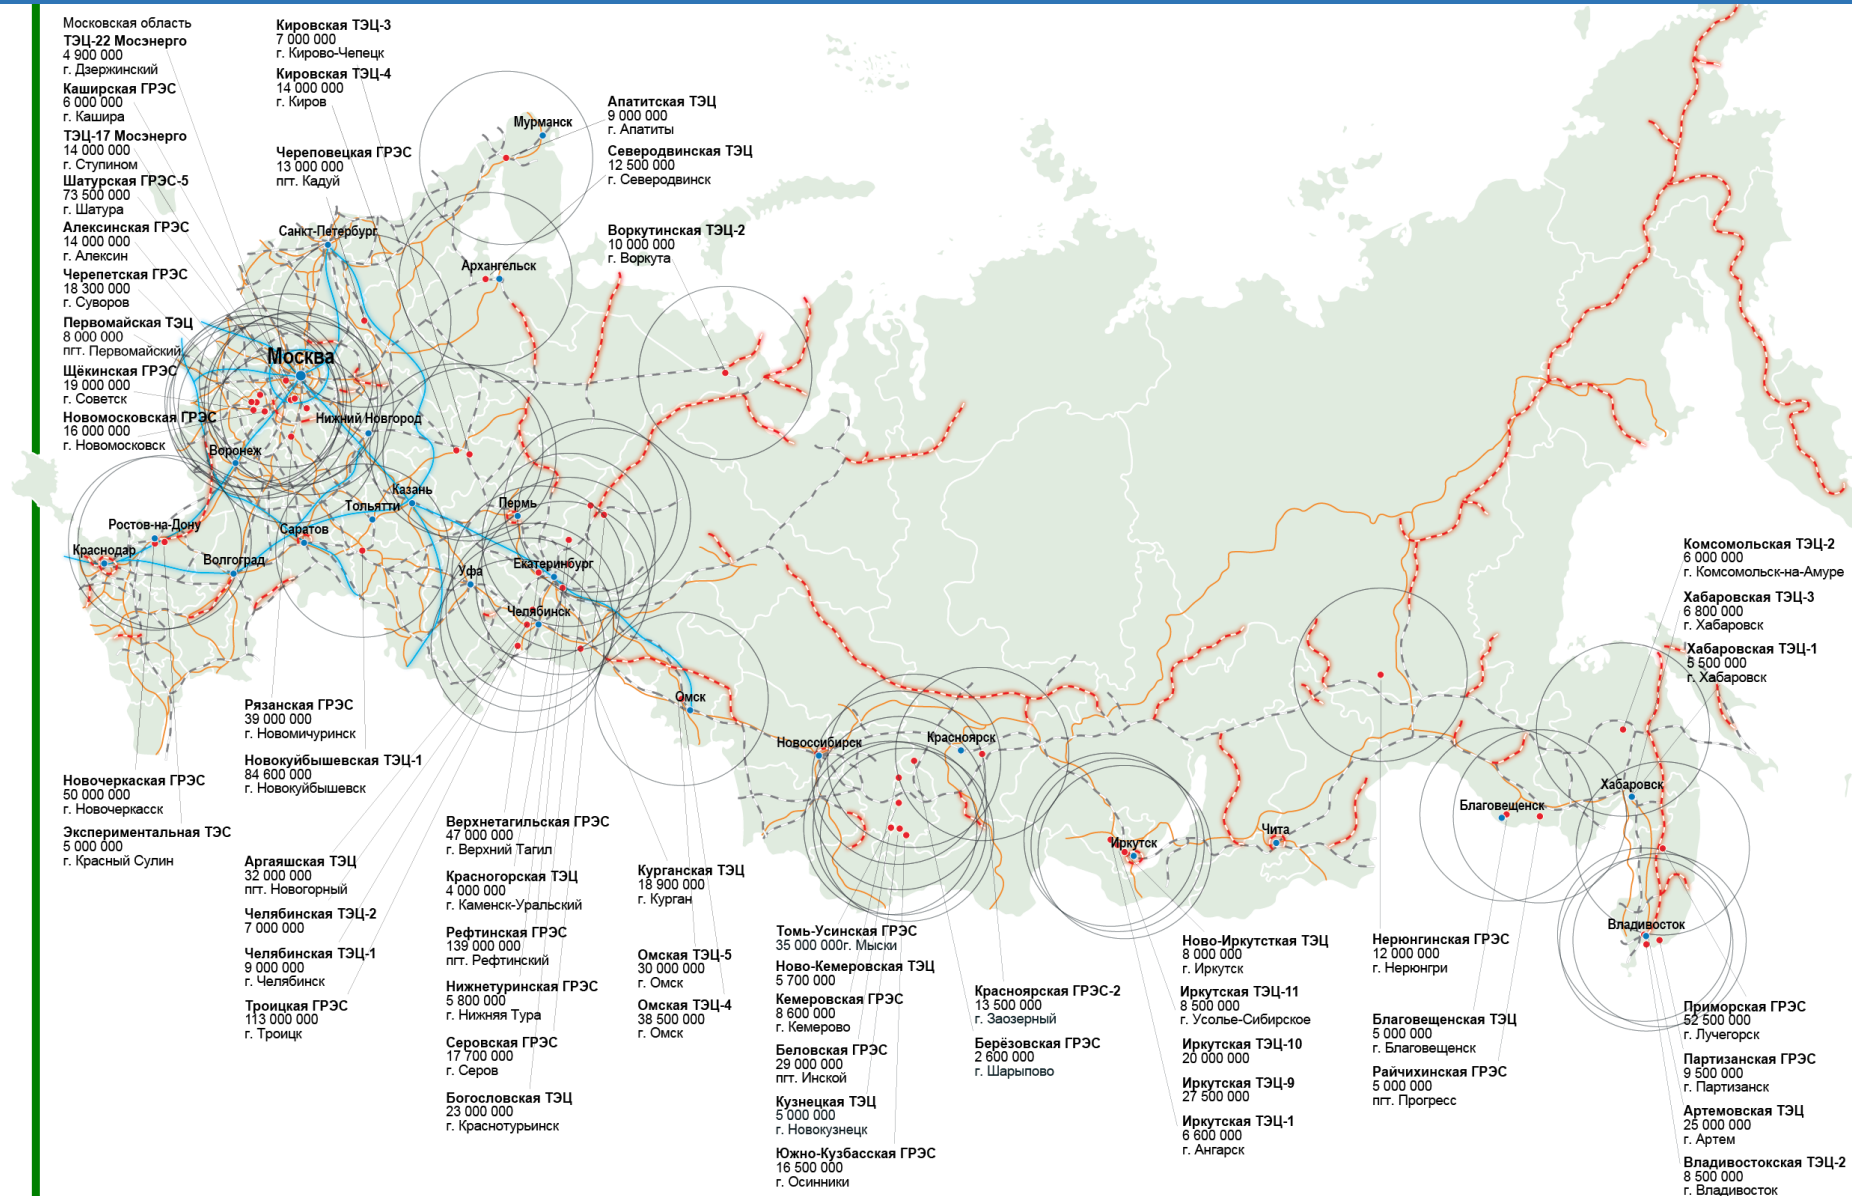 Московская область
ТЭЦ-22 Мосэнерго
4 900 000
г. Дзержинский
Каширская ГРЭС
6 000 000
г. Кашира
ТЭЦ-17 Мосэнерго
14 000 000
г. Ступином
Шатурская ГРЭС-5
73 500 000
г. Шатура
Алексинская ГРЭС
14 000 000
г. Алексин
Черепетская ГРЭС
18 300 000
г. Суворов
Первомайская ТЭЦ
8 000 000
пгт. Первомайский
Щёкинская ГРЭС
19 000 000
г. Советск
Новомосковская ГРЭС
16 000 000
г. Новомосковск
Кировская ТЭЦ-3
7 000 000
г. Кирово-Чепецк
Кировская ТЭЦ-4
14 000 000
г. Киров
Череповецкая ГРЭС
13 000 000
пгт. Кадуй
Апатитская ТЭЦ
9 000 000
г. Апатиты
Северодвинская ТЭЦ
12 500 000
г. Северодвинск
Воркутинская ТЭЦ-2
10 000 000
г. Воркута
Мурманск
Санкт-Петербург
Архангельск
Москва
Нижний Новгород
Воронеж
Казань
Тольятти
Пермь
Ростов-на-Дону
Саратов
Краснодар
Волгоград
Уфа
Екатеринбург
Челябинск
Омск
Новоссибирск
Красноярск
Иркутск
Чита
Благовещенск
Хабаровск
Владивосток
Комсомольская ТЭЦ-2
6 000 000
г. Комсомольск-на-Амуре
Хабаровская ТЭЦ-3
6 800 000
г. Хабаровск
Хабаровская ТЭЦ-1
5 500 000
г. Хабаровск
Новочеркаская ГРЭС
50 000 000
г. Новочеркасск
Экспериментальная ТЭС
5 000 000
г. Красный Сулин
Рязанская ГРЭС
39 000 000
г. Новомичуринск
Новокуйбышевская ТЭЦ-1
84 600 000
г. Новокуйбышевск
Аргаяшская ТЭЦ
32 000 000
пгт. Новогорный
Челябинская ТЭЦ-2
7 000 000
Челябинская ТЭЦ-1
9 000 000
г. Челябинск
Троицкая ГРЭС
113 000 000
г. Троицк
Верхнетагильская ГРЭС
47 000 000
г. Верхний Тагил
Красногорская ТЭЦ
4 000 000
г. Каменск-Уральский
Рефтинская ГРЭС
139 000 000
пгт. Рефтинский
Нижнетуринская ГРЭС
5 800 000
г. Нижняя Тура
Серовская ГРЭС
17 700 000
г. Серов
Богословская ТЭЦ
23 000 000
г. Краснотурьинск
Курганская ТЭЦ
18 900 000
г. Курган
Омская ТЭЦ-5
30 000 000
г. Омск
Омская ТЭЦ-4
38 500 000
г. Омск
Томь-Усинская ГРЭС
35 000 000г. Мыски
Ново-Кемеровская ТЭЦ
5 700 000
Кемеровская ГРЭС
8 600 000
г. Кемерово
Беловская ГРЭС
29 000 000
пгт. Инской
Кузнецкая ТЭЦ
5 000 000
г. Новокузнецк
Южно-Кузбасская ГРЭС
16 500 000
г. Осинники
Красноярская ГРЭС-2
13 500 000
г. Заозерный
Берёзовская ГРЭС
2 600 000
г. Шарыпово
Ново-Иркутсткая ТЭЦ
8 000 000
г. Иркутск
Иркутская ТЭЦ-11
8 500 000
г. Усолье-Сибирское
Иркутская ТЭЦ-10
20 000 000
Иркутская ТЭЦ-9
27 500 000
Иркутская ТЭЦ-1
6 600 000
г. Ангарск
Нерюнгинская ГРЭС
12 000 000
г. Нерюнгри
Благовещенская ТЭЦ
5 000 000
г. Благовещенск
Райчихинская ГРЭС
5 000 000
пгт. Прогресс
Приморская ГРЭС
52 500 000
г. Лучегорск
Партизанская ГРЭС
9 500 000
г. Партизанск
Артемовская ТЭЦ
25 000 000
г. Артем
Владивостокская ТЭЦ-2
8 500 000
г. Владивосток